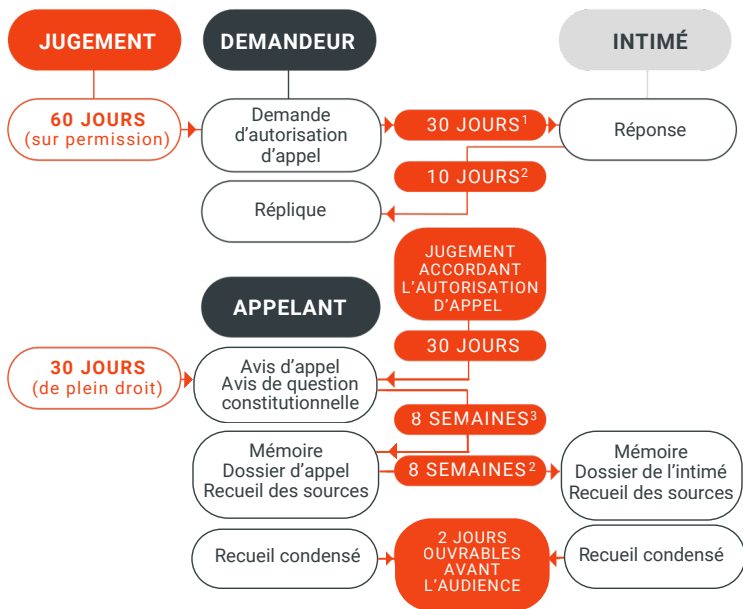 JUGEMENT
DEMANDEUR
INTIMÉ
60 JOURS
(sur permission)
Demande
d'autorisation
d'appel
30 JOURS¹
Réponse
10 JOURS²
Réplique
JUGEMENT
ACCORDANT
L'AUTORISATION
D'APPEL
APPELANT
30 JOURS
30 JOURS
(de plein droit)
Avis d'appel
Avis de question
constitutionnelle
8 SEMAINES³
Mémoire
Dossier d'appel
Recueil des sources
8 SEMAINES²
Mémoire
Dossier de l'intimé
Recueil des sources
Recueil condensé
2 JOURS
OUVRABLES
AVANT
L'AUDIENCE
Recueil condensé